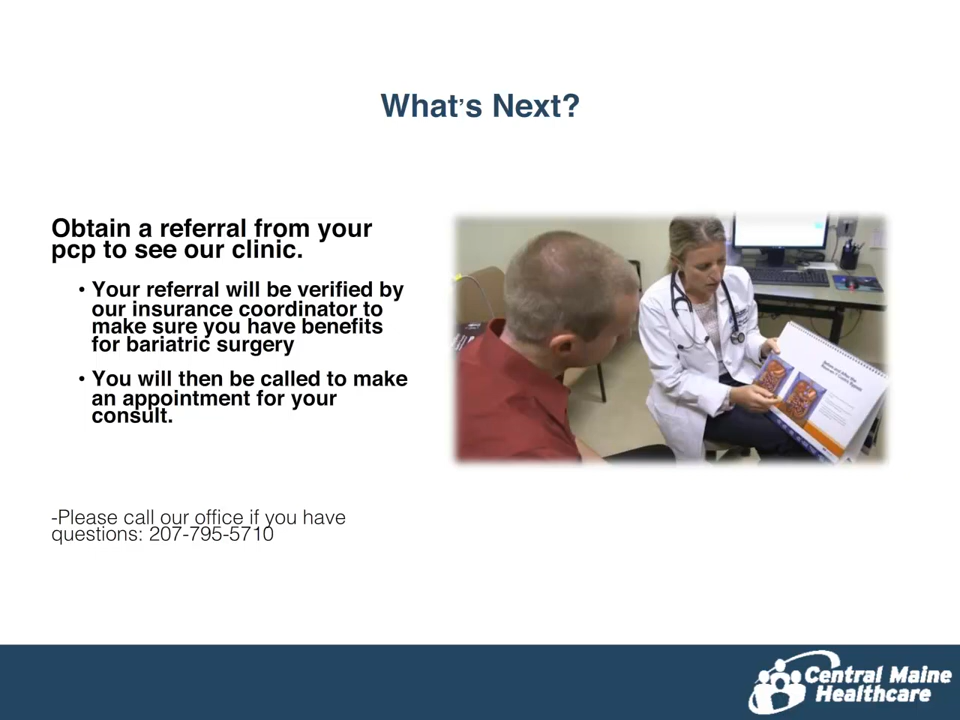 What’s Next?
Obtain a referral from your
pcp to see our clinic.
• Your referral will be verified by
our insurance coordinator to
make sure you have benefits
for bariatric surgery
• You will then be called to make
an appointment for your
consult.
-Please call our office if you have
questions: 207-795-5710
Central Maine
Healthcare